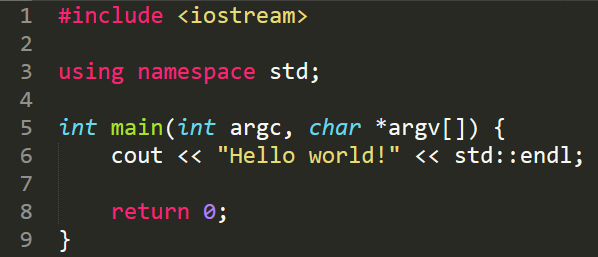 1 #include <iostream>
2
3 using namespace std;
4
5 int main(int argc, char *argv[]) {
6     cout << "Hello world!" << std::endl;
7
8     return 0;
9 }